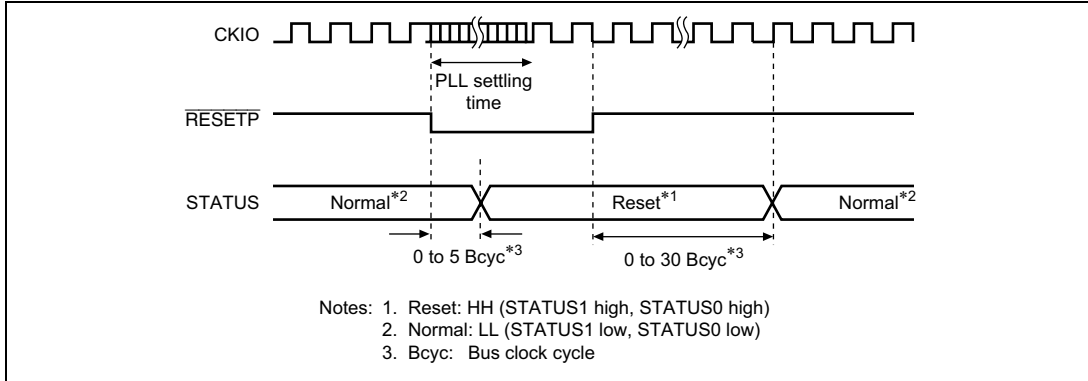 CKIO
PLL settling
time
RESETP
STATUS
Normal*2
Reset*1
Normal*2
0 to 5 Bcyc*3
0 to 30 Bcyc*3
Notes: 1. Reset: HH (STATUS1 high, STATUS0 high)
2. Normal: LL (STATUS1 low, STATUS0 low)
3. Bcyc: Bus clock cycle